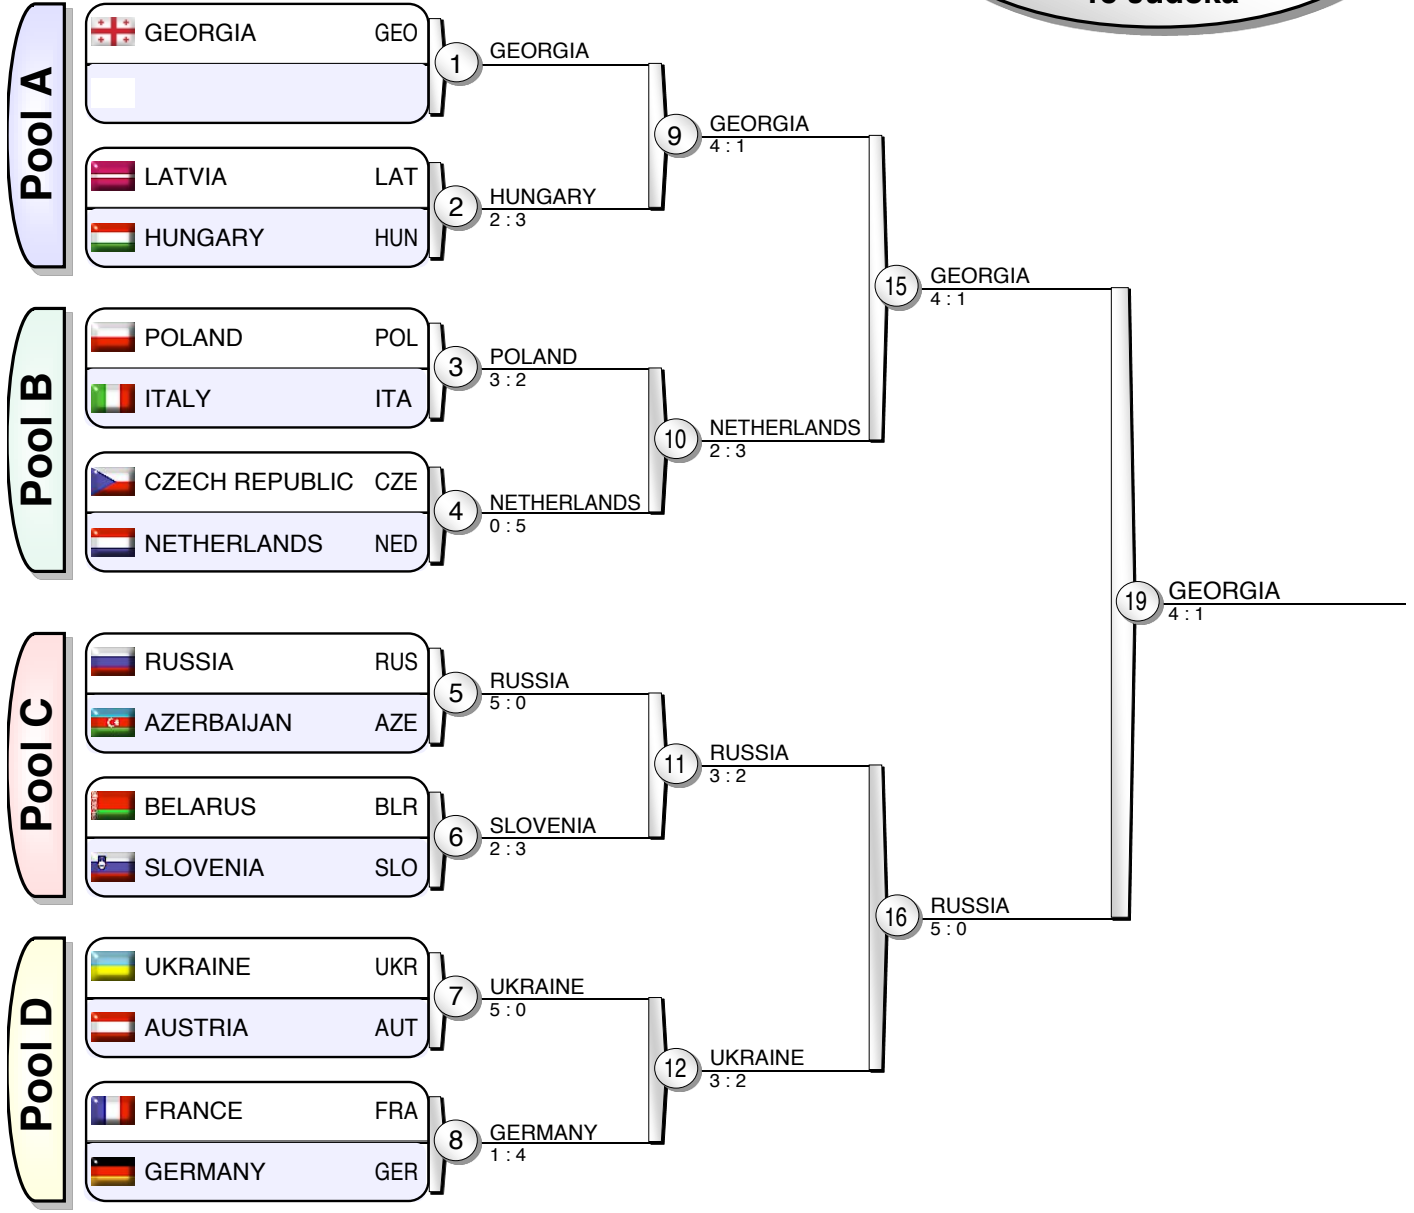 Pool A
GEORGIA GEO
LATVIA LAT
HUNGARY HUN
1 GEORGIA
2 HUNGARY
2 : 3
9 GEORGIA
4 : 1
Pool B
POLAND POL
ITALY ITA
CZECH REPUBLIC CZE
NETHERLANDS NED
3 POLAND
3 : 2
4 NETHERLANDS
0 : 5
10 NETHERLANDS
2 : 3
15 GEORGIA
4 : 1
Pool C
RUSSIA RUS
AZERBAIJAN AZE
BELARUS BLR
SLOVENIA SLO
5 RUSSIA
5 : 0
6 SLOVENIA
2 : 3
11 RUSSIA
3 : 2
Pool D
UKRAINE UKR
AUSTRIA AUT
FRANCE FRA
GERMANY GER
7 UKRAINE
5 : 0
8 GERMANY
1 : 4
12 UKRAINE
3 : 2
16 RUSSIA
5 : 0
19 GEORGIA
4 : 1